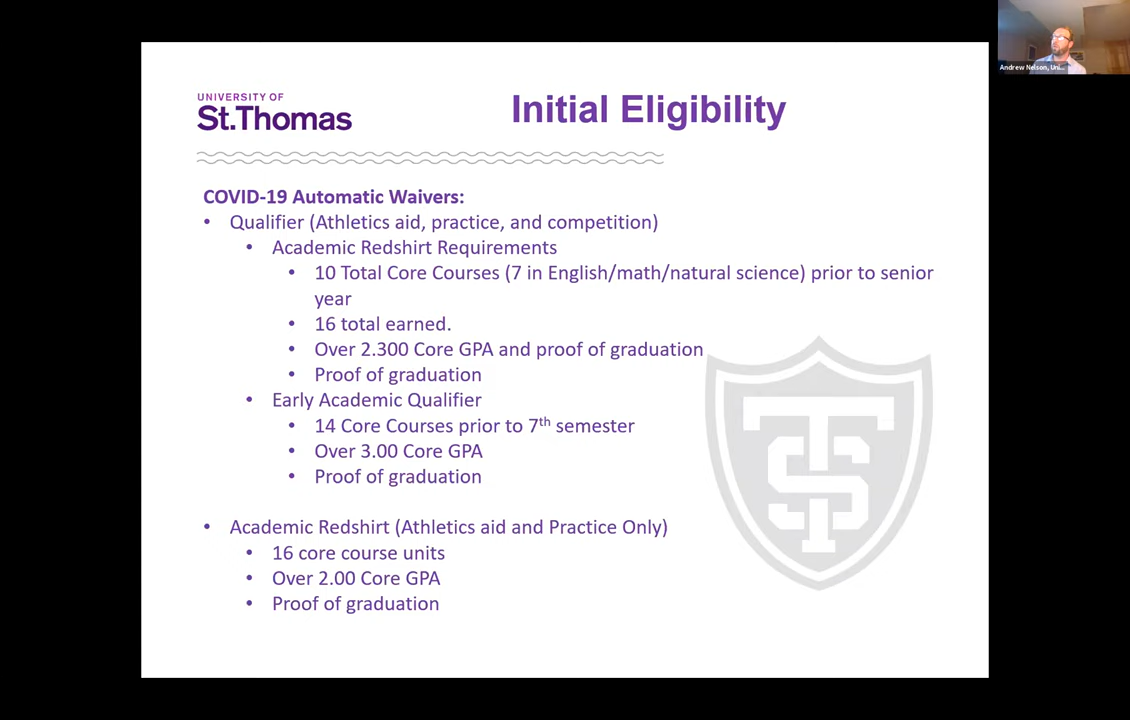 Andrew Nelson, Uni...
UNIVERSITY OF
St.Thomas
Initial Eligibility
COVID-19 Automatic Waivers:
• Qualifier (Athletics aid, practice, and competition)
• Academic Redshirt Requirements
• 10 Total Core Courses (7 in English/math/natural science) prior to senior
year
• 16 total earned.
• Over 2.300 Core GPA and proof of graduation
• Proof of graduation
• Early Academic Qualifier
• 14 Core Courses prior to 7th semester
• Over 3.00 Core GPA
• Proof of graduation
• Academic Redshirt (Athletics aid and Practice Only)
• 16 core course units
• Over 2.00 Core GPA
• Proof of graduation